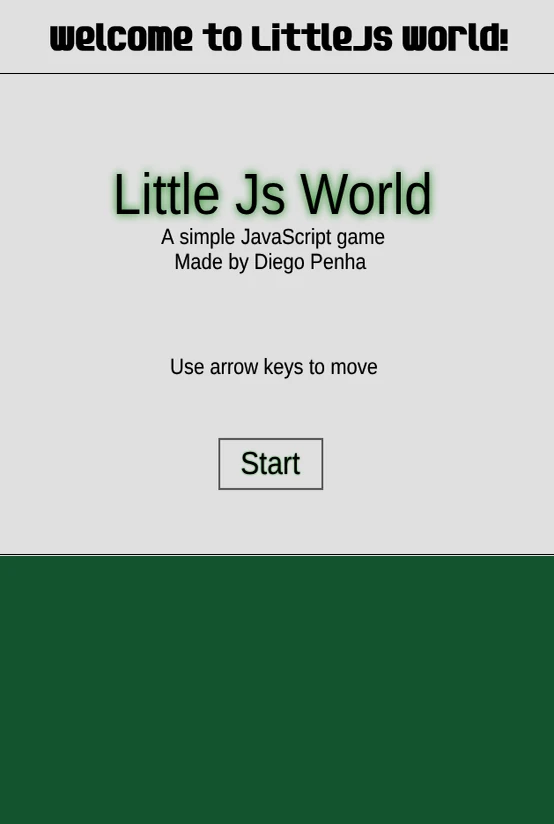 Welcome to LittleJs World!
Little Js World
A simple JavaScript game
Made by Diego Penha
Use arrow keys to move
Start